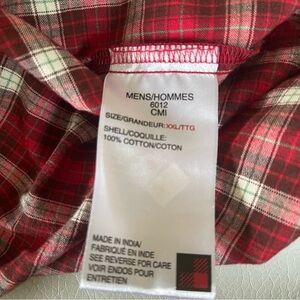 MENS/HOMMES
6012
CMI
SIZE/GRANDEUR: XXL/TTG
SHELL/COQUILLE:
100% COTTON/COTON
MADE IN INDIA/
FABRIQUÉ EN INDE
SEE REVERSE FOR CARE
VOIR ENDOS POUR
ENTRETIEN